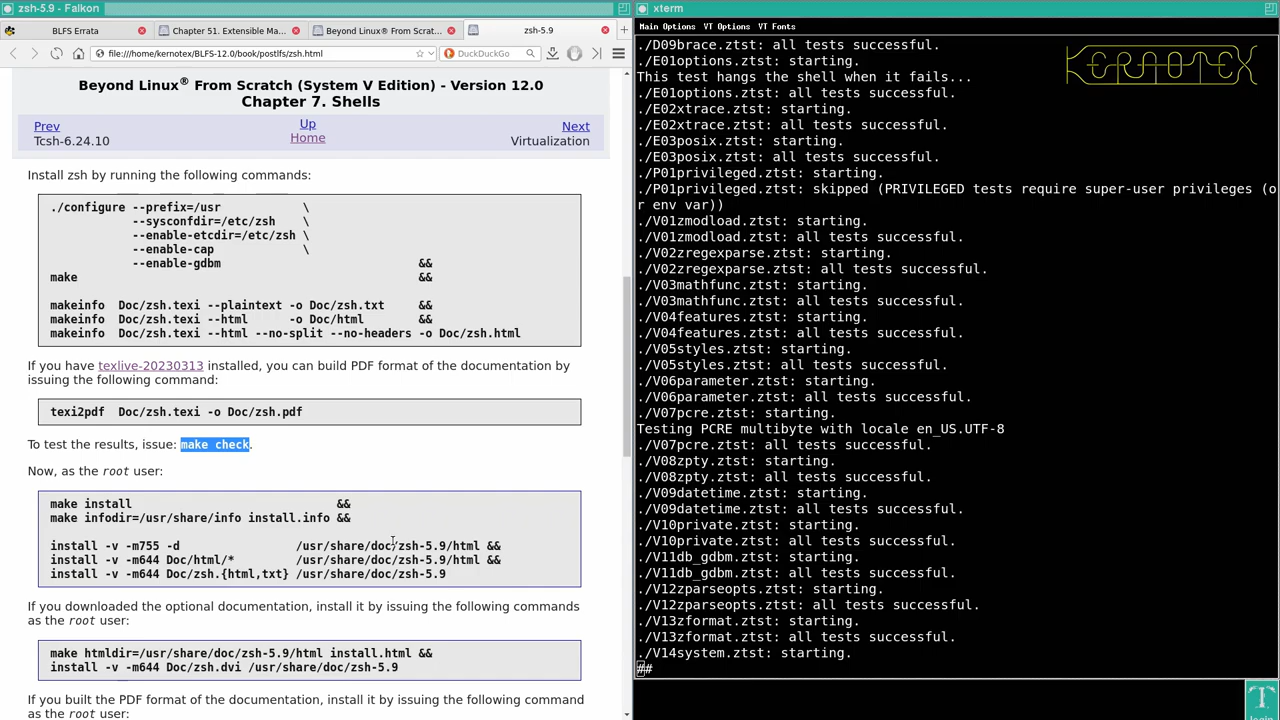 zsh-5.9 - Falkon
BLFS Errata
Chapter 51. Extensible Ma...
Beyond Linux® From Scrat...
zsh-5.9
file:///home/kernotex/BLFS-12.0/book/postlfs/zsh.html
DuckDuckGo
Beyond Linux® From Scratch (System V Edition) - Version 12.0
Chapter 7. Shells
Prev
Up
Next
Tcsh-6.24.10
Home
Virtualization
Install zsh by running the following commands:
./configure --prefix=/usr \
--sysconfdir=/etc/zsh \
--enable-etcdir=/etc/zsh \
--enable-cap \
--enable-gdbm &&
make &&
makeinfo Doc/zsh.texi --plaintext -o Doc/zsh.txt &&
makeinfo Doc/zsh.texi --html -o Doc/html &&
makeinfo Doc/zsh.texi --html --no-split --no-headers -o Doc/zsh.html
If you have texlive-20230313 installed, you can build PDF format of the documentation by
issuing the following command:
texi2pdf Doc/zsh.texi -o Doc/zsh.pdf
To test the results, issue: make check.
Now, as the root user:
make install &&
make infodir=/usr/share/info install.info &&
install -v -m755 -d /usr/share/doc/zsh-5.9/html &&
install -v -m644 Doc/html/* /usr/share/doc/zsh-5.9/html &&
install -v -m644 Doc/zsh.{html,txt} /usr/share/doc/zsh-5.9
If you downloaded the optional documentation, install it by issuing the following commands
as the root user:
make htmldir=/usr/share/doc/zsh-5.9/html install.html &&
install -v -m644 Doc/zsh.dvi /usr/share/doc/zsh-5.9
If you built the PDF format of the documentation, install it by issuing the following command
as the root user:
xterm
Main Options VT Options VT Fonts
KERNOTEX
./D09brace.ztst: all tests successful.
./E01options.ztst: starting.
This test hangs the shell when it fails...
./E01options.ztst: all tests successful.
./E02xtrace.ztst: starting.
./E02xtrace.ztst: all tests successful.
./E03posix.ztst: starting.
./E03posix.ztst: all tests successful.
./P01privileged.ztst: starting.
./P01privileged.ztst: skipped (PRIVILEGED tests require super-user privileges (o
r env var))
./V01zmodload.ztst: starting.
./V01zmodload.ztst: all tests successful.
./V02zregexparse.ztst: starting.
./V02zregexparse.ztst: all tests successful.
./V03mathfunc.ztst: starting.
./V03mathfunc.ztst: all tests successful.
./V04features.ztst: starting.
./V04features.ztst: all tests successful.
./V05styles.ztst: starting.
./V05styles.ztst: all tests successful.
./V06parameter.ztst: starting.
./V06parameter.ztst: all tests successful.
./V07pcre.ztst: starting.
Testing PCRE multibyte with locale en_US.UTF-8
./V07pcre.ztst: all tests successful.
./V08zpty.ztst: starting.
./V08zpty.ztst: all tests successful.
./V09datetime.ztst: starting.
./V09datetime.ztst: all tests successful.
./V10private.ztst: starting.
./V10private.ztst: all tests successful.
./V11db_gdbm.ztst: starting.
./V11db_gdbm.ztst: all tests successful.
./V12zparseopts.ztst: starting.
./V12zparseopts.ztst: all tests successful.
./V13zformat.ztst: starting.
./V13zformat.ztst: all tests successful.
./V14system.ztst: starting.
##
login